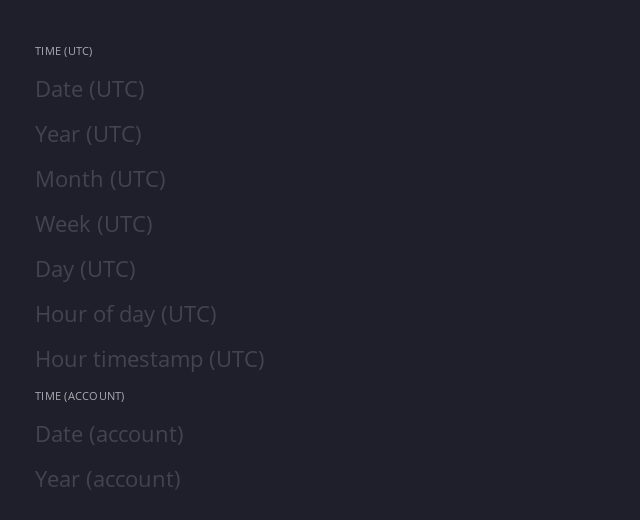 TIME (UTC)
Date (UTC)
Year (UTC)
Month (UTC)
Week (UTC)
Day (UTC)
Hour of day (UTC)
Hour timestamp (UTC)
TIME (ACCOUNT)
Date (account)
Year (account)